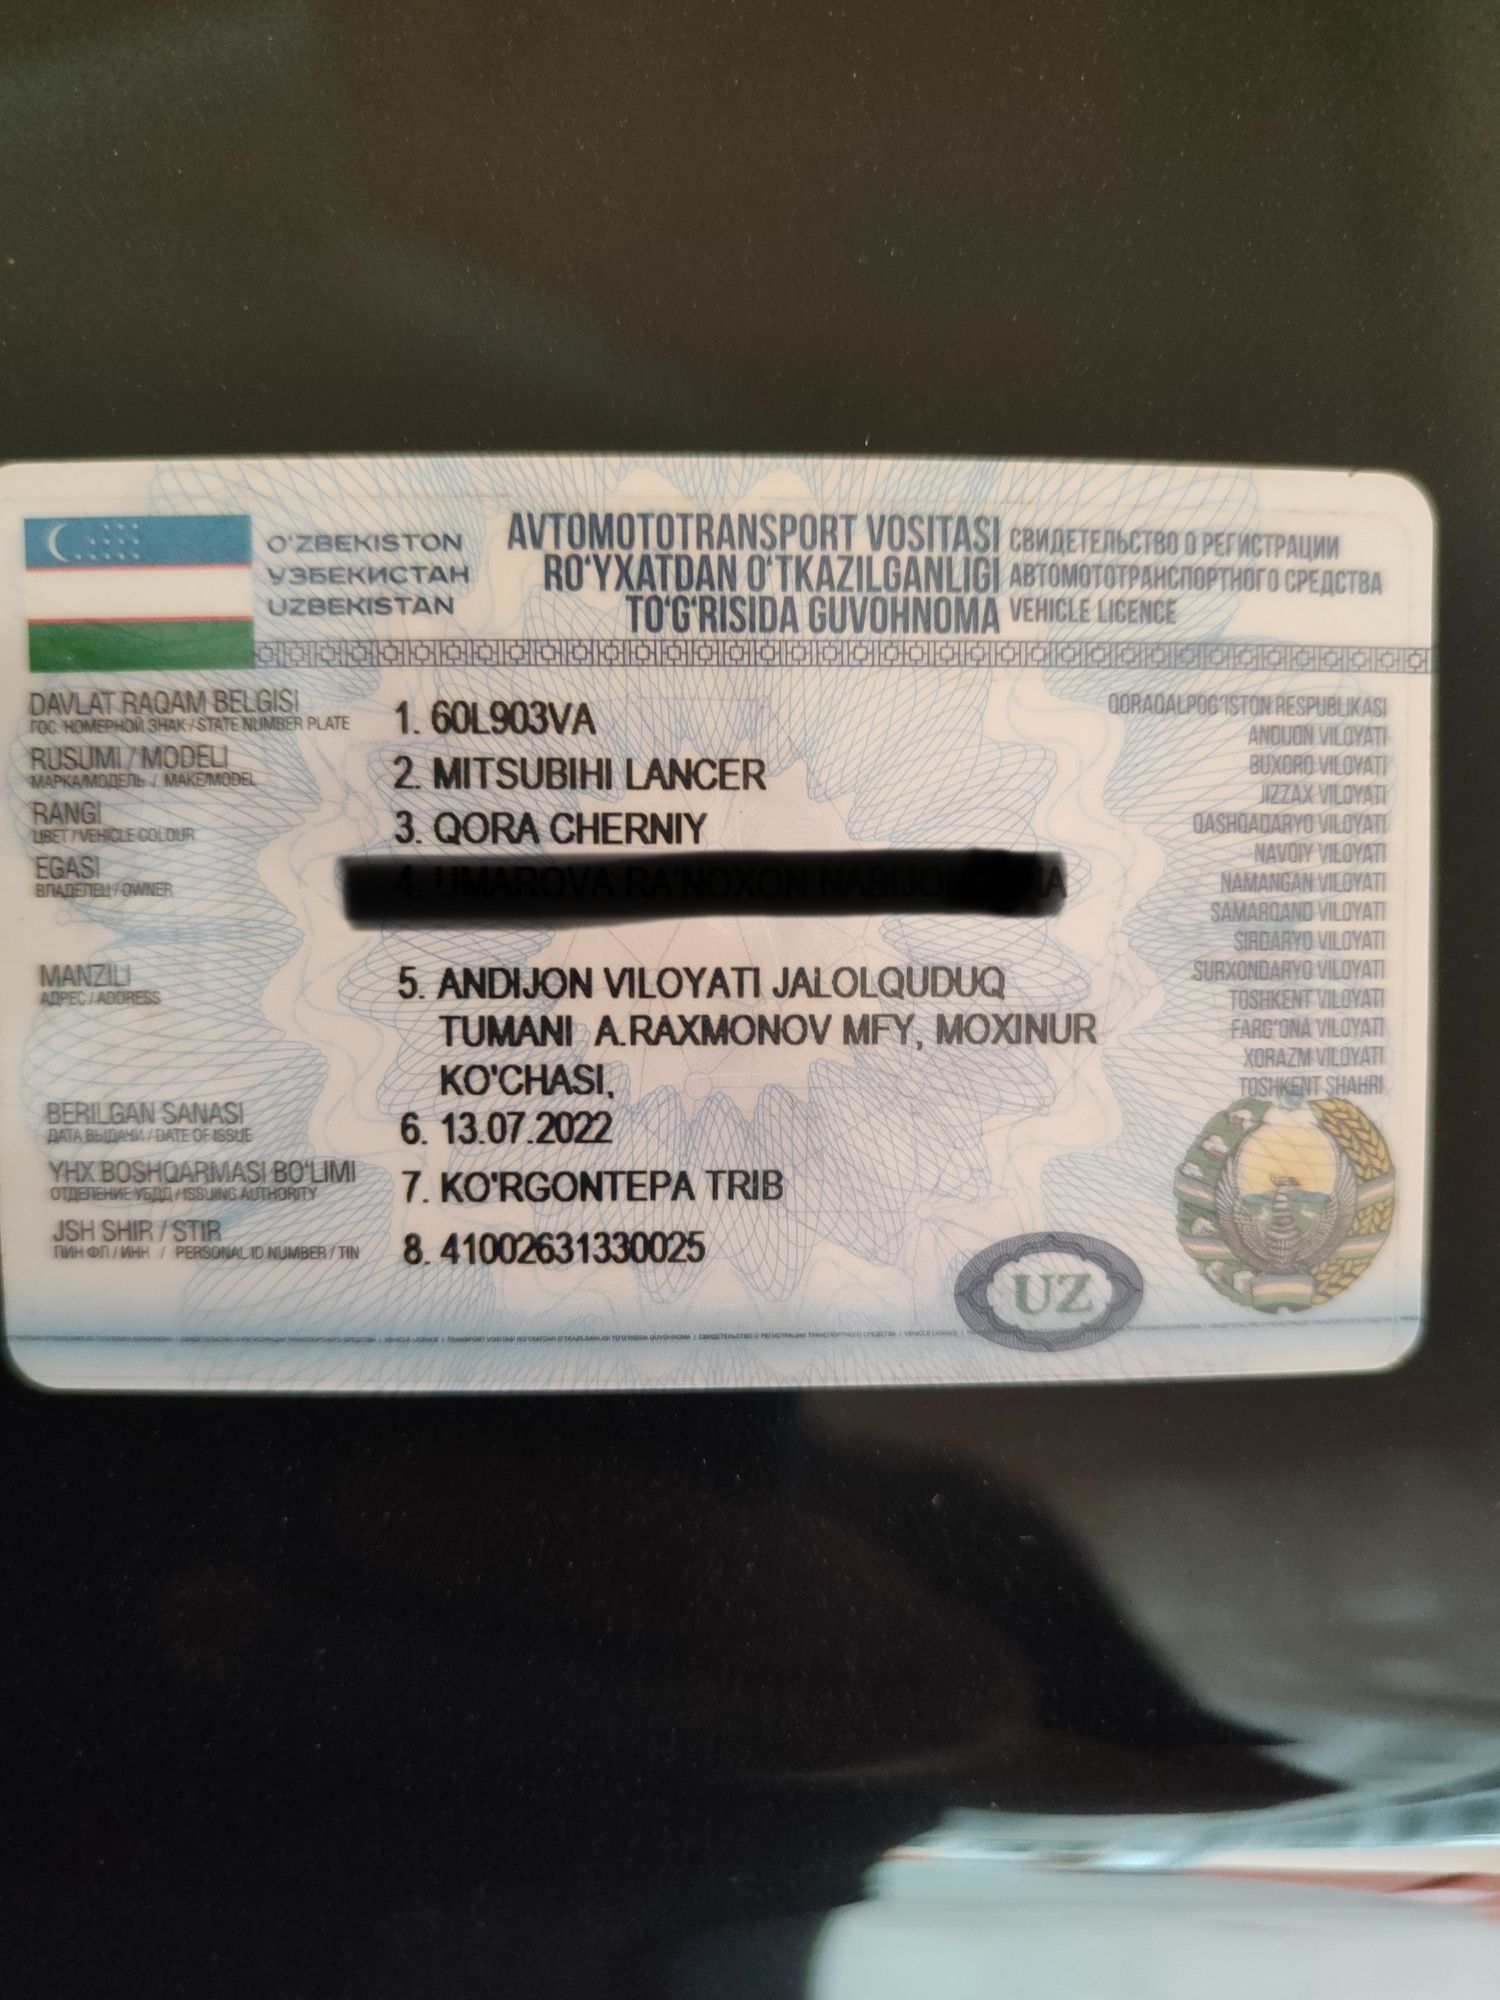 O'ZBEKISTON
ЎЗБЕКИСТАН
UZBEKISTAN
AVTOMOTOTRANSPORT VOSITASI
RO'YXATDAN O'TKAZILGANLIGI
TO'G'RISIDA GUVOHNOMA
СВИДЕТЕЛЬСТВО О РЕГИСТРАЦИИ
АВТОМОТОТРАНСПОРТНОГО СРЕДСТВА
VEHICLE LICENCE
DAVLAT RAQAM BELGISI
ГОС. НОМЕРНОЙ ЗНАК / STATE NUMBER PLATE
1. 60L903VA
RUSUMI / MODELI
МАРКА/МОДЕЛЬ / MAKE/MODEL
2. MITSUBIHI LANCER
RANGI
ЦВЕТ / VEHICLE COLOUR
3. QORA CHERNIY
EGASI
ВЛАДЕЛЕЦ / OWNER
MANZILI
АДРЕС / ADDRESS
5. ANDIJON VILOYATI JALOLQUDUQ
TUMANI A.RAXMONOV MFY, MOXINUR
KO'CHASI,
BERILGAN SANASI
ДАТА ВЫДАЧИ / DATE OF ISSUE
6. 13.07.2022
YHX BOSHQARMASI BO'LIMI
ОТДЕЛЕНИЕ УБДД / ISSUING AUTHORITY
7. KO'RGONTEPA TRIB
JSH SHIR / STIR
ПИН ФЛ / ИНН / PERSONAL ID NUMBER / TIN
8. 41002631330025
QORAQALPOG'ISTON RESPUBLIKASI
ANDIJON VILOYATI
BUXORO VILOYATI
JIZZAX VILOYATI
QASHQADARYO VILOYATI
NAVOIY VILOYATI
NAMANGAN VILOYATI
SAMARQAND VILOYATI
SIRDARYO VILOYATI
SURXONDARYO VILOYATI
TOSHKENT VILOYATI
FARG'ONA VILOYATI
XORAZM VILOYATI
TOSHKENT SHAHRI
UZ